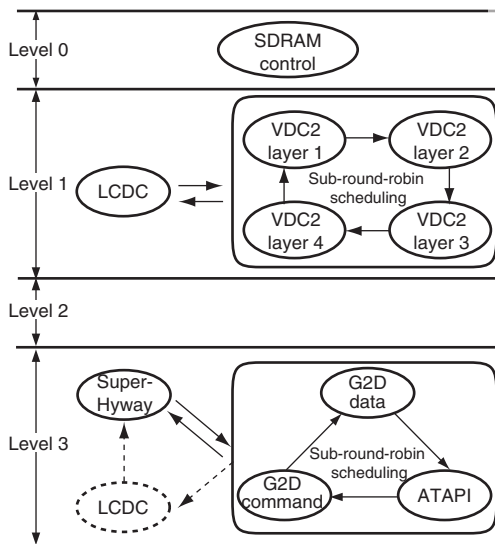 Level 0
SDRAM
control
Level 1
LCDC
VDC2
layer 1
VDC2
layer 2
Sub-round-robin
scheduling
VDC2
layer 4
VDC2
layer 3
Level 2
Level 3
Super-
Hyway
LCDC
G2D
data
Sub-round-robin
scheduling
G2D
command
ATAPI